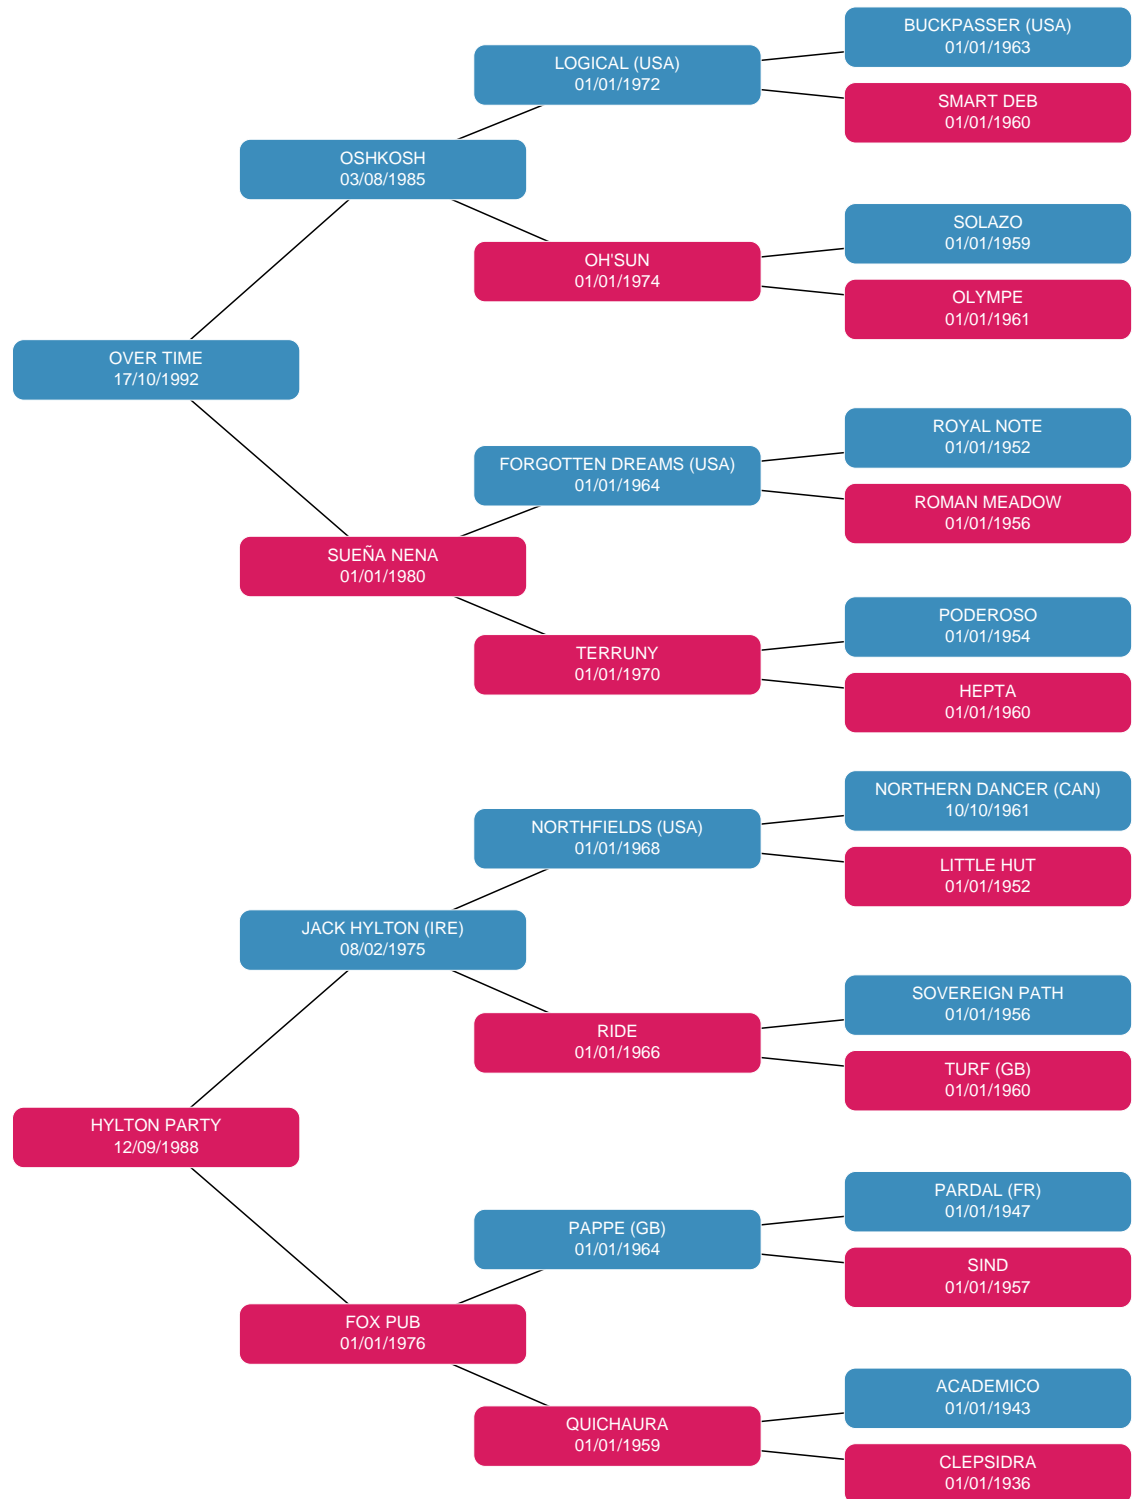 BUCKPASSER (USA)
01/01/1963
LOGICAL (USA)
01/01/1972
SMART DEB
01/01/1960
OSHKOSH
03/08/1985
SOLAZO
01/01/1959
OH'SUN
01/01/1974
OLYMPE
01/01/1961
OVER TIME
17/10/1992
ROYAL NOTE
01/01/1952
FORGOTTEN DREAMS (USA)
01/01/1964
ROMAN MEADOW
01/01/1956
SUEÑA NENA
01/01/1980
PODEROSO
01/01/1954
TERRUNY
01/01/1970
HEPTA
01/01/1960
NORTHERN DANCER (CAN)
10/10/1961
NORTHFIELDS (USA)
01/01/1968
LITTLE HUT
01/01/1952
JACK HYLTON (IRE)
08/02/1975
SOVEREIGN PATH
01/01/1956
RIDE
01/01/1966
TURF (GB)
01/01/1960
HYLTON PARTY
12/09/1988
PARDAL (FR)
01/01/1947
PAPPE (GB)
01/01/1964
SIND
01/01/1957
FOX PUB
01/01/1976
ACADEMICO
01/01/1943
QUICHAURA
01/01/1959
CLEPSIDRA
01/01/1936